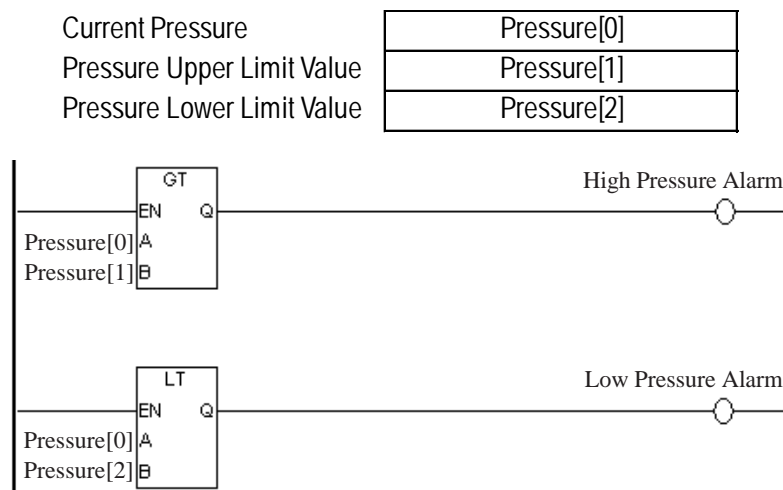 Current Pressure Pressure[0]
Pressure Upper Limit Value Pressure[1]
Pressure Lower Limit Value Pressure[2]
GT
High Pressure Alarm
EN Q
Pressure[0] A
Pressure[1] B
LT
Low Pressure Alarm
EN Q
Pressure[0] A
Pressure[2] B